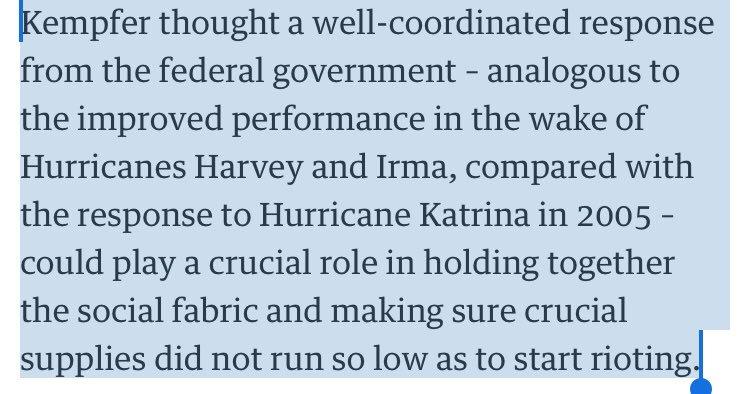 Kempfer thought a well-coordinated response
from the federal government – analogous to
the improved performance in the wake of
Hurricanes Harvey and Irma, compared with
the response to Hurricane Katrina in 2005 –
could play a crucial role in holding together
the social fabric and making sure crucial
supplies did not run so low as to start rioting.